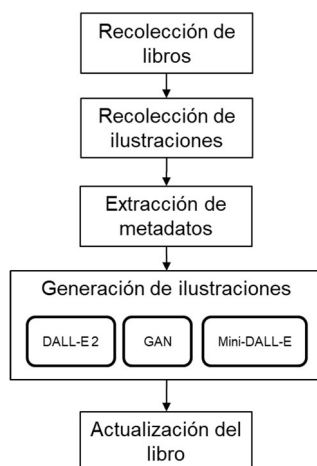 Recolección de
libros
Recolección de
ilustraciones
Extracción de
metadatos
Generación de ilustraciones
DALL-E 2 GAN Mini-DALL-E
Actualización del
libro